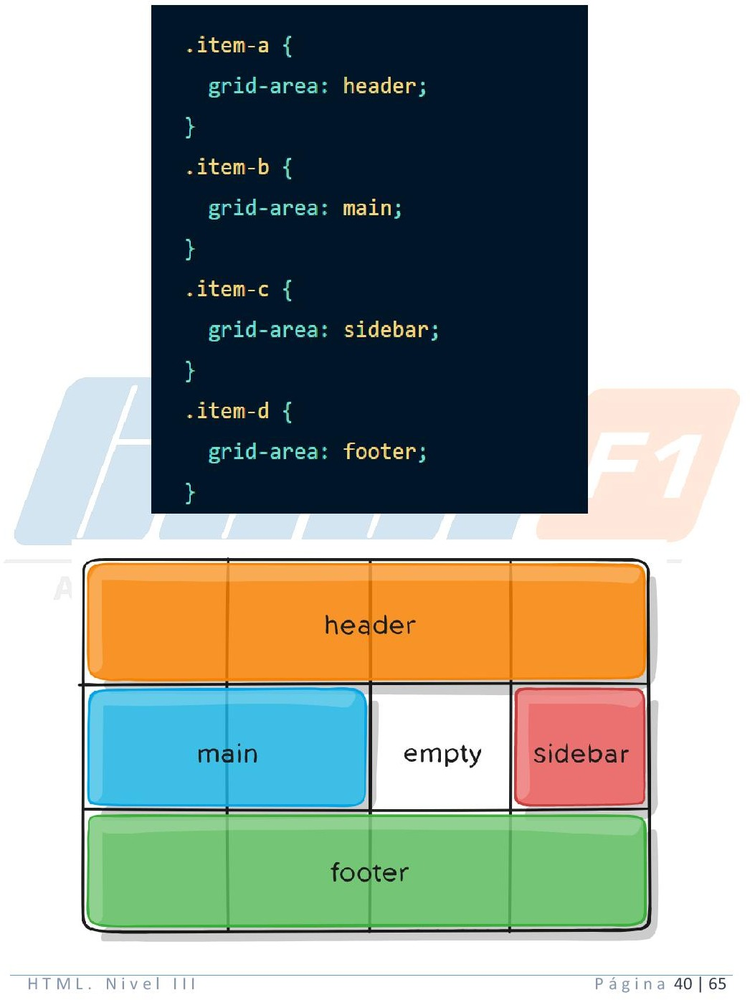 .item-a {
grid-area: header;
}
.item-b {
grid-area: main;
}
.item-c {
grid-area: sidebar;
}
.item-d {
grid-area: footer;
}
F1
A
header
main empty sidebar
footer
HTML. Nivel III Página 40 | 65